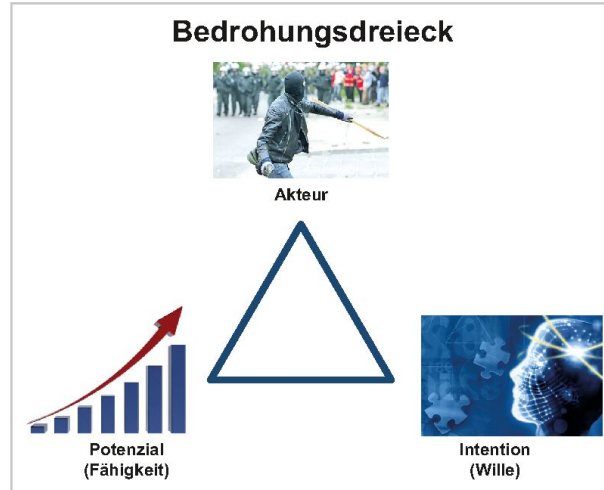 Bedrohungsdreieck
Akteur
Potenzial
(Fähigkeit)
Intention
(Wille)